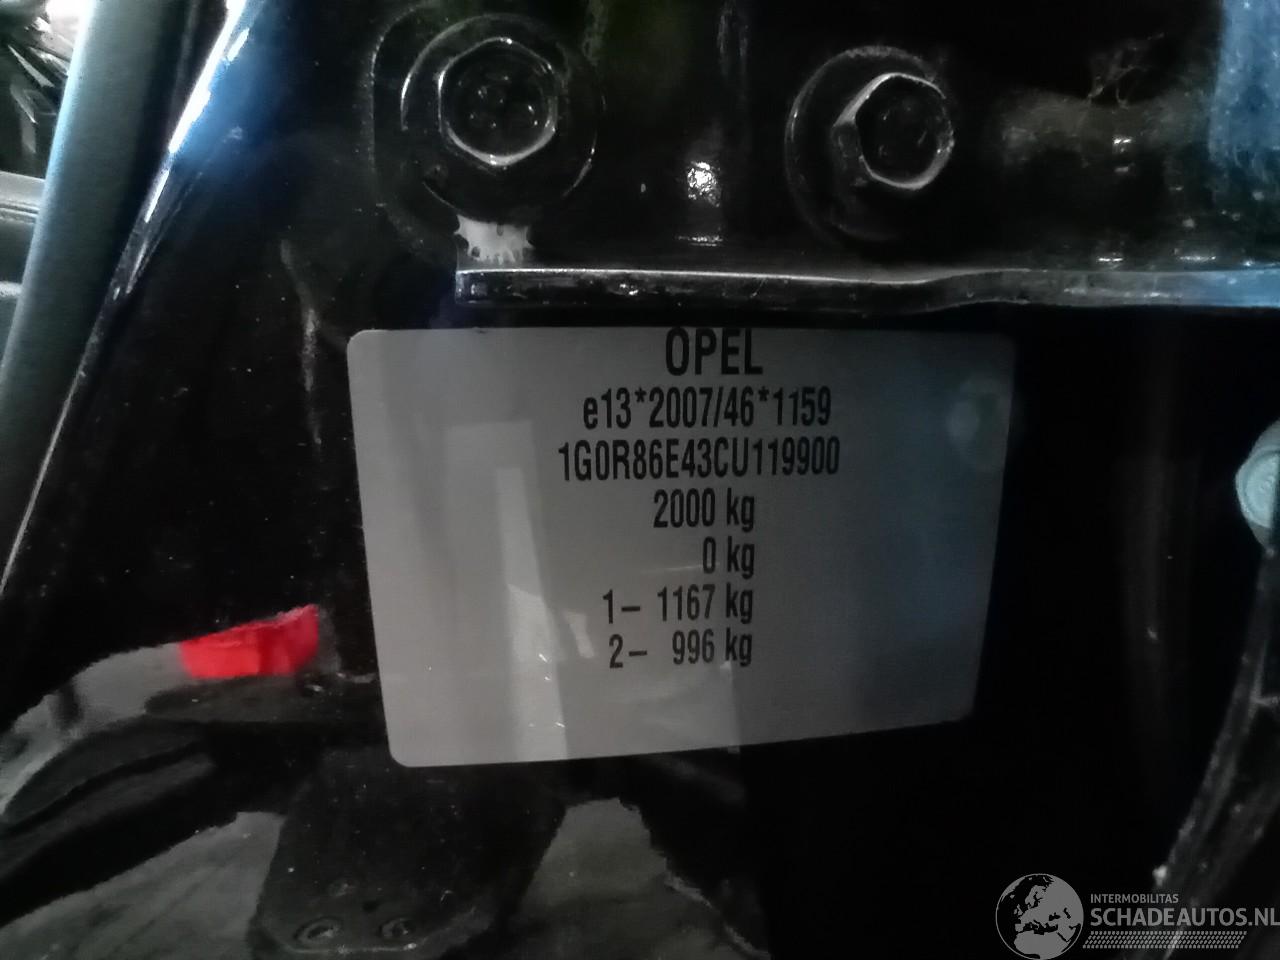 OPEL
e13*2007/46*1159
1G0R86E43CU119900
2000 kg
0 kg
1– 1167 kg
2– 996 kg
INTERMOBILITAS
SCHADEAUTOS.NL